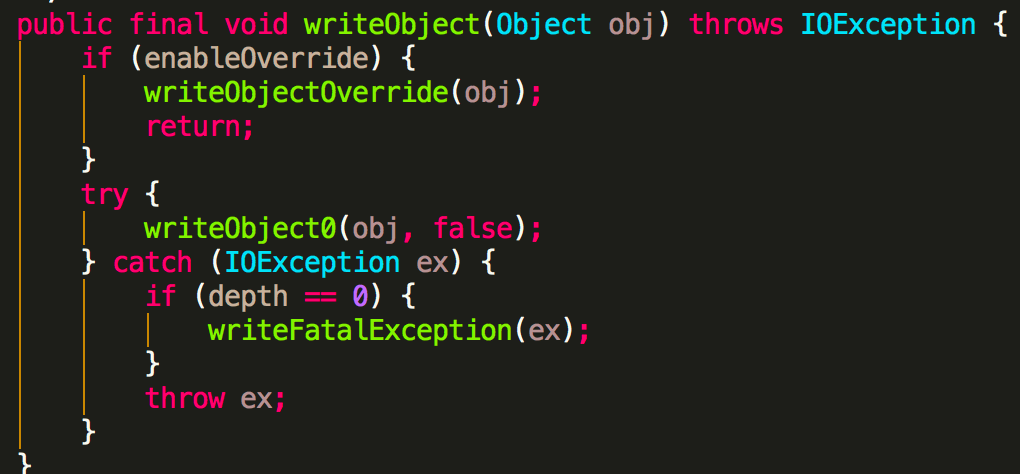 public final void writeObject(Object obj) throws IOException {
    if (enableOverride) {
        writeObjectOverride(obj);
        return;
    }
    try {
        writeObject0(obj, false);
    } catch (IOException ex) {
        if (depth == 0) {
            writeFatalException(ex);
        }
        throw ex;
    }
}